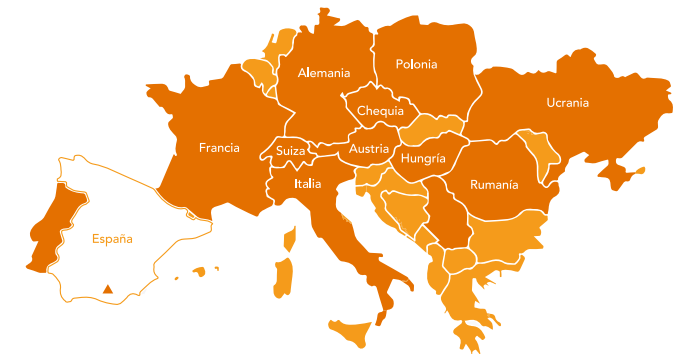 Alemania
Polonia
Ucrania
Chequia
Francia
Suiza
Austria
Hungría
Italia
Rumanía
España